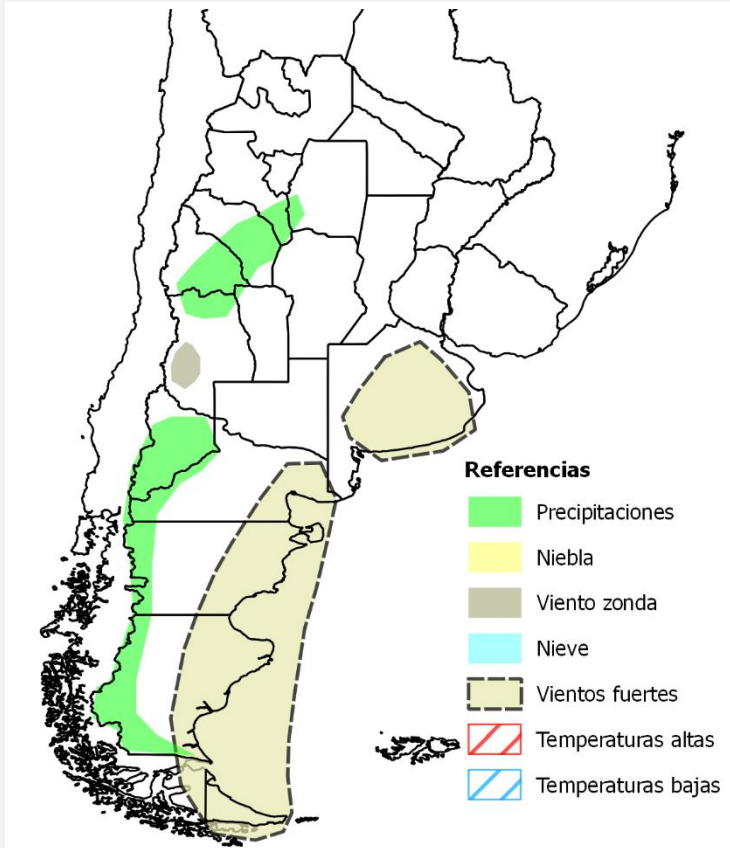 Referencias
Precipitaciones
Niebla
Viento zonda
Nieve
Vientos fuertes
Temperaturas altas
Temperaturas bajas